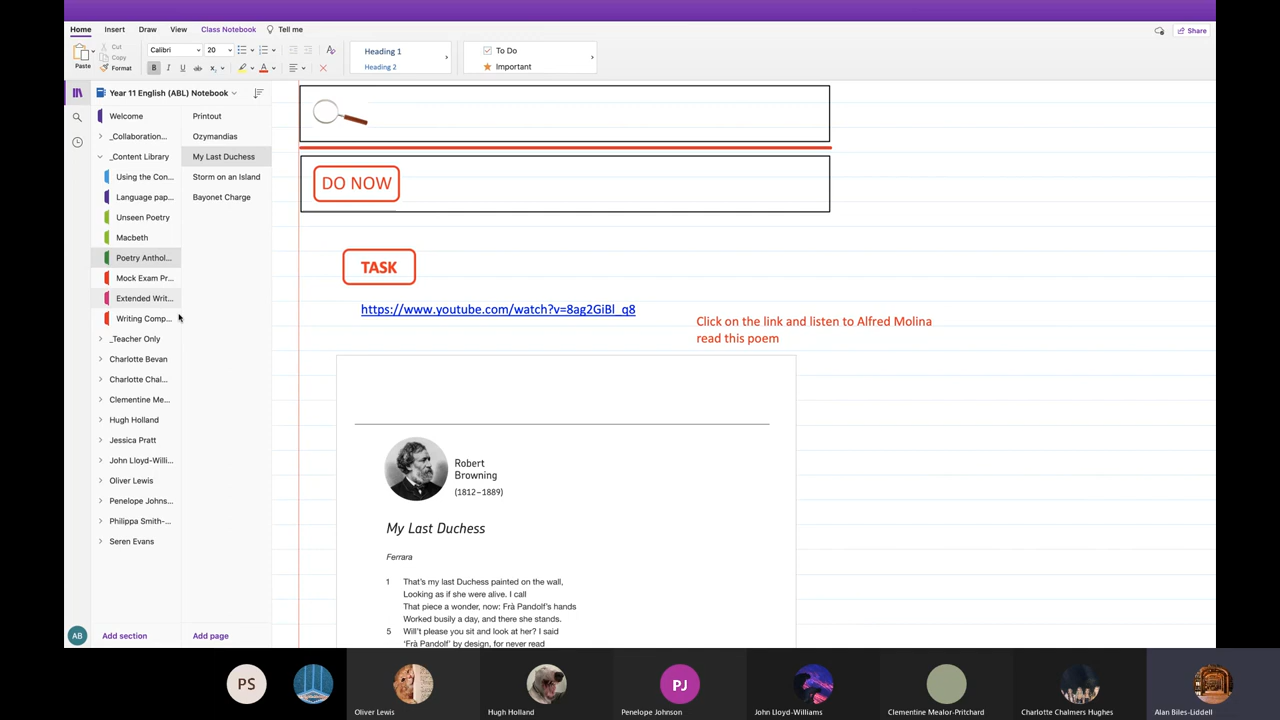 Home Insert Draw View Class Notebook Tell me
Share
Paste
Cut
Copy
Format
Calibri 20
B I U ab
Heading 1
Heading 2
To Do
Important
Year 11 English (ABL) Notebook
Welcome
_Collaboration...
_Content Library
Using the Con...
Language pap...
Unseen Poetry
Macbeth
Poetry Anthol...
Mock Exam Pr...
Extended Writ...
Writing Comp...
_Teacher Only
Charlotte Bevan
Charlotte Chal...
Clementine Me...
Hugh Holland
Jessica Pratt
John Lloyd-Willi...
Oliver Lewis
Penelope Johns...
Philippa Smith-...
Seren Evans
Add section
Printout
Ozymandias
My Last Duchess
Storm on an Island
Bayonet Charge
Add page
DO NOW
TASK
https://www.youtube.com/watch?v=8ag2GiBl_q8
Click on the link and listen to Alfred Molina
read this poem
Robert
Browning
(1812–1889)
My Last Duchess
Ferrara
1 That's my last Duchess painted on the wall,
Looking as if she were alive. I call
That piece a wonder, now: Frà Pandolf's hands
Worked busily a day, and there she stands.
5 Will't please you sit and look at her? I said
'Frà Pandolf' by design, for never read
AB
PS
PJ
Oliver Lewis
Hugh Holland
Penelope Johnson
John Lloyd-Williams
Clementine Mealor-Pritchard
Charlotte Chalmers Hughes
Alan Biles-Liddell